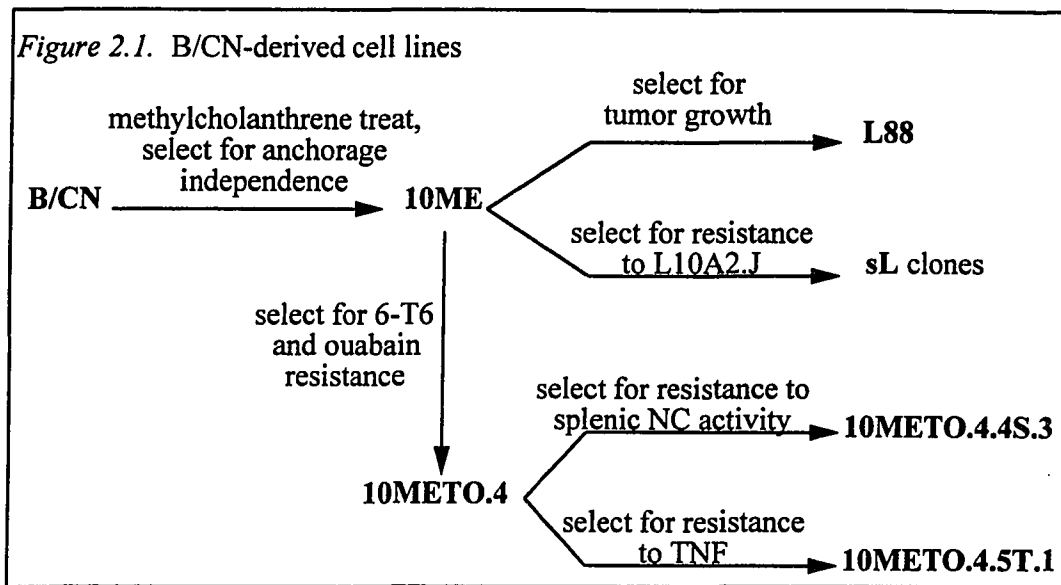 Figure 2.1. B/CN-derived cell lines
select for
tumor growth
L88
methylcholanthrene treat,
select for anchorage
independence
B/CN
10ME
select for resistance
to L10A2.J
sL clones
select for 6-T6
and ouabain
resistance
select for resistance to
splenic NC activity
10METO.4.4S.3
10METO.4
select for resistance
to TNF
10METO.4.5T.1